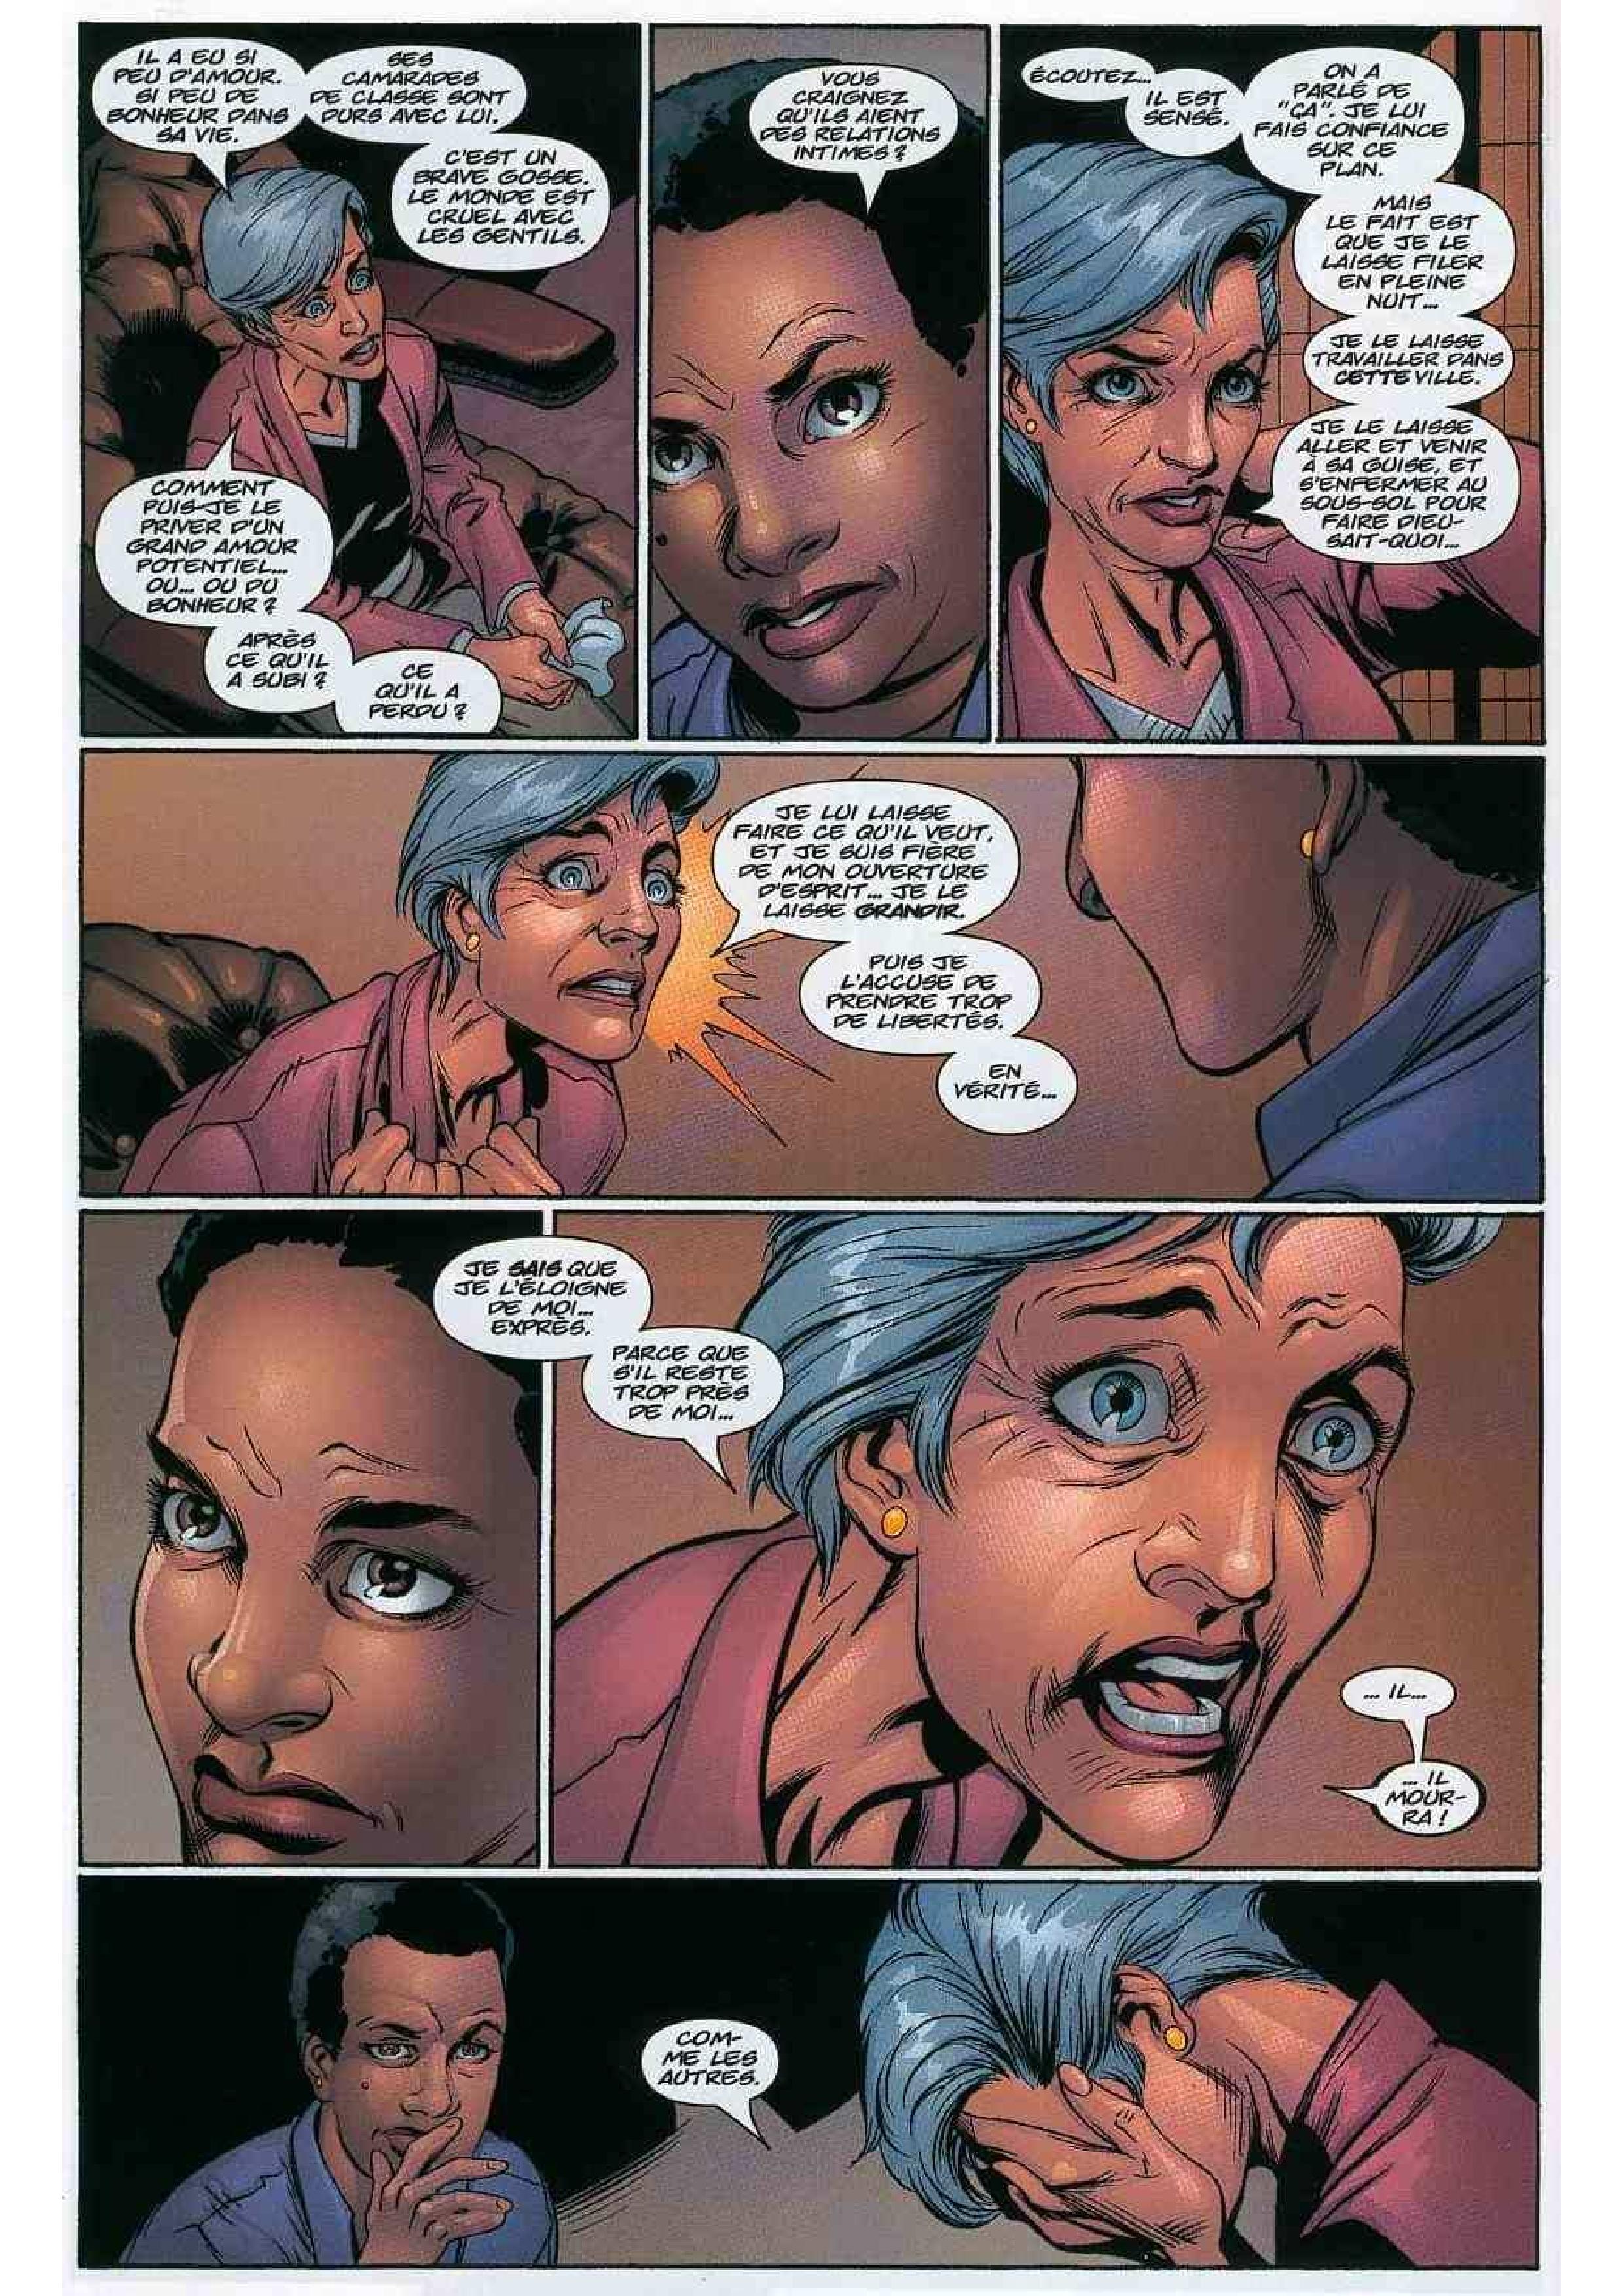 IL A EU SI
PEU D'AMOUR.
SI PEU DE
BONHEUR DANS
SA VIE.
SES
CAMARADES
DE CLASSE SONT
DURS AVEC LUI.
C'EST UN
BRAVE GOSSE.
LE MONDE EST
CRUEL AVEC
LES GENTILS.
COMMENT
PUIS-JE LE
PRIVER D'UN
GRAND AMOUR
POTENTIEL...
OU... OU DU
BONHEUR ?
APRÈS
CE QU'IL
A SUBI ?
CE
QU'IL A
PERDU ?
VOUS
CRAIGNEZ
QU'ILS AIENT
DES RELATIONS
INTIMES ?
ÉCOUTEZ...
IL EST
SENSÉ.
ON A
PARLÉ DE
"ÇA". JE LUI
FAIS CONFIANCE
SUR CE
PLAN.
MAIS
LE FAIT EST
QUE JE LE
LAISSE FILER
EN PLEINE
NUIT...
JE LE LAISSE
TRAVAILLER DANS
CETTE VILLE.
JE LE LAISSE
ALLER ET VENIR
À SA GUISE, ET
S'ENFERMER AU
SOUS-SOL POUR
FAIRE DIEU-
SAIT-QUOI...
JE LUI LAISSE
FAIRE CE QU'IL VEUT,
ET JE SUIS FIÈRE
DE MON OUVERTURE
D'ESPRIT... JE LE
LAISSE GRANDIR.
PUIS JE
L'ACCUSE DE
PRENDRE TROP
DE LIBERTÉS.
EN
VÉRITÉ...
JE SAIS QUE
JE L'ÉLOIGNE
DE MOI...
EXPRÈS.
PARCE QUE
S'IL RESTE
TROP PRÈS
DE MOI...
... IL...
... IL
MOUR-
RA !
COM-
ME LES
AUTRES.